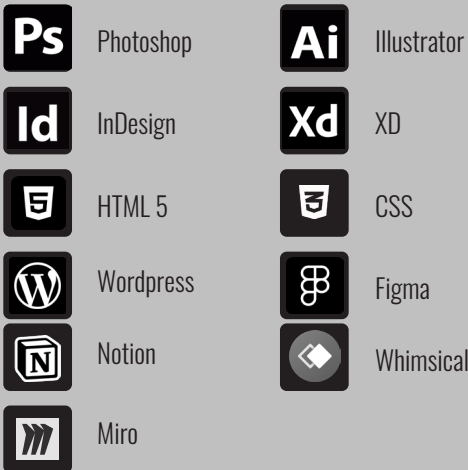 Ps Photoshop
Ai Illustrator
Id InDesign
Xd XD
5 HTML 5
3 CSS
W Wordpress
Figma
N Notion
Whimsical
Miro